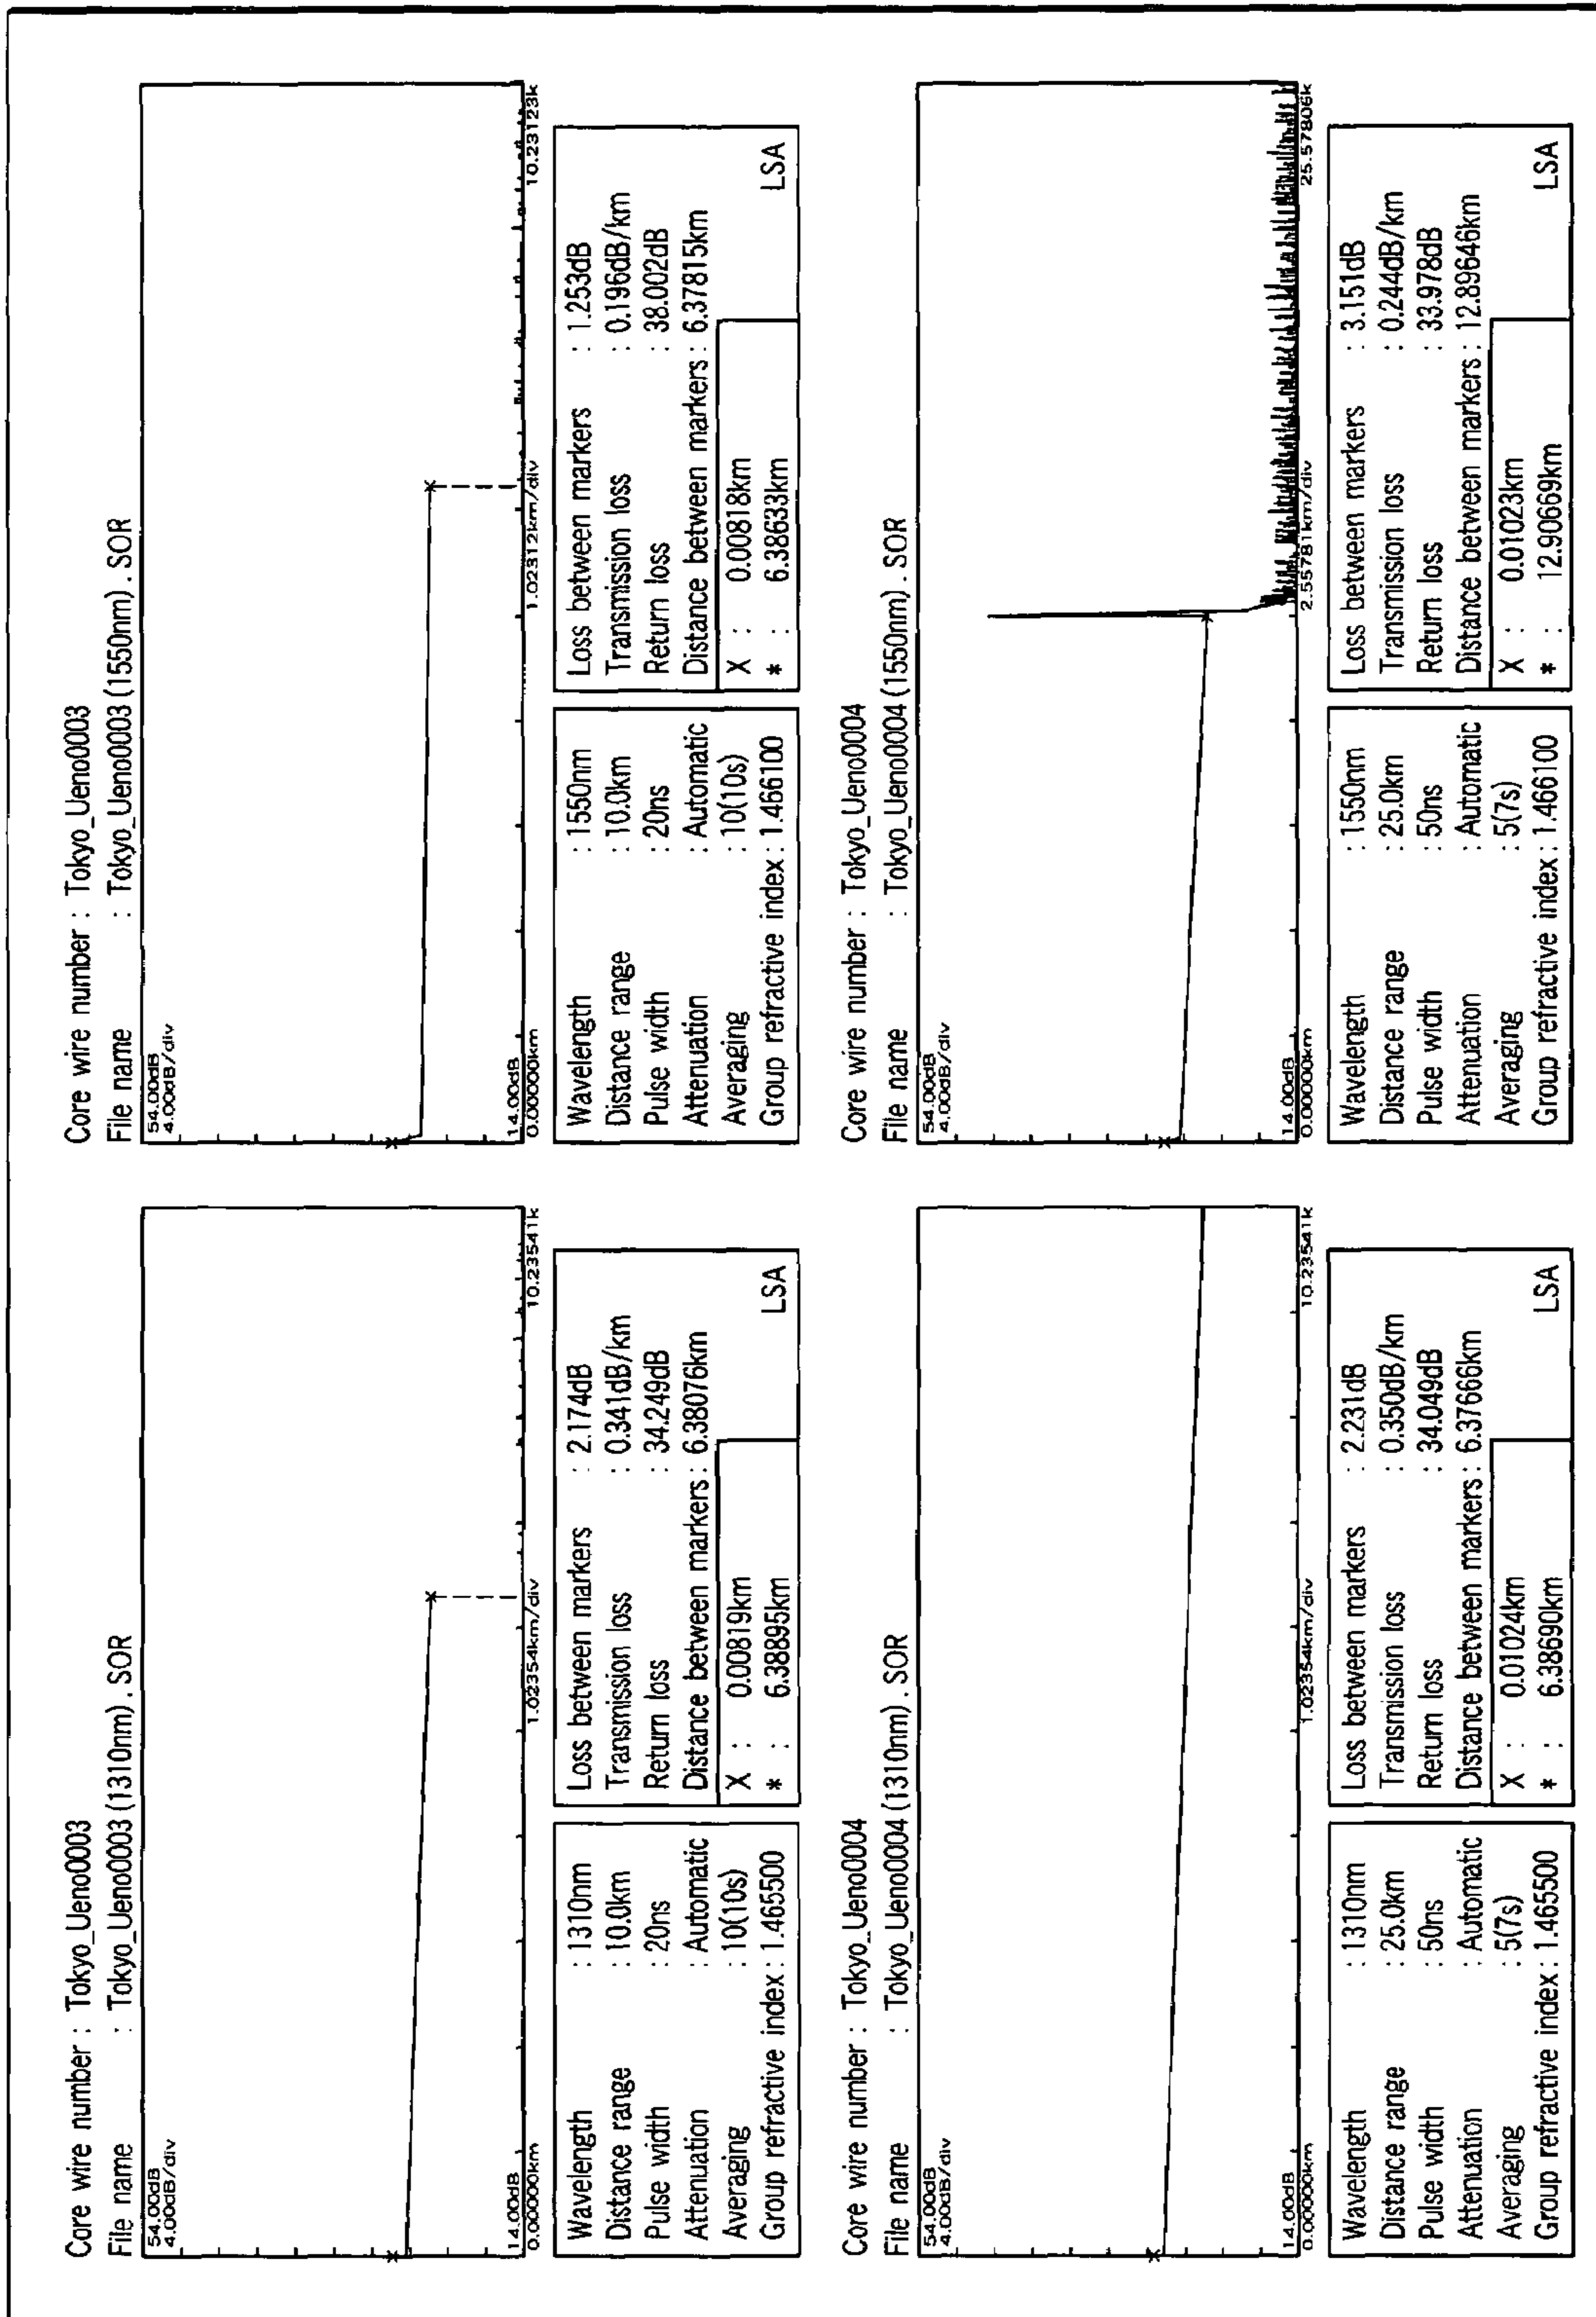 Core wire number : Tokyo_Ueno0003
File name : Tokyo_Ueno0003 (1310nm) . SOR
54.00dB
4.00dB/div
14.00dB
0.00000km
1.02354km/div
10.23541k
Wavelength : 1310nm
Distance range : 10.0km
Pulse width : 20ns
Attenuation : Automatic
Averaging : 10(10s)
Group refractive index : 1.465500
Loss between markers : 2.174dB
Transmission loss : 0.341dB/km
Return loss : 34.249dB
Distance between markers : 6.38076km
X : 0.00819km
* : 6.38895km
LSA
Core wire number : Tokyo_Ueno0003
File name : Tokyo_Ueno0003 (1550nm) . SOR
54.00dB
4.00dB/div
14.00dB
0.00000km
1.02312km/div
10.23123k
Wavelength : 1550nm
Distance range : 10.0km
Pulse width : 20ns
Attenuation : Automatic
Averaging : 10(10s)
Group refractive index : 1.466100
Loss between markers : 1.253dB
Transmission loss : 0.196dB/km
Return loss : 38.002dB
Distance between markers : 6.37815km
X : 0.00818km
* : 6.38633km
LSA
Core wire number : Tokyo_Ueno0004
File name : Tokyo_Ueno0004 (1310nm) . SOR
54.00dB
4.00dB/div
14.00dB
0.00000km
1.02354km/div
10.23541k
Wavelength : 1310nm
Distance range : 25.0km
Pulse width : 50ns
Attenuation : Automatic
Averaging : 5(7s)
Group refractive index : 1.465500
Loss between markers : 2.231dB
Transmission loss : 0.350dB/km
Return loss : 34.049dB
Distance between markers : 6.37666km
X : 0.01024km
* : 6.38690km
LSA
Core wire number : Tokyo_Ueno0004
File name : Tokyo_Ueno0004 (1550nm) . SOR
54.00dB
4.00dB/div
14.00dB
0.00000km
2.55781km/div
25.57806k
Wavelength : 1550nm
Distance range : 25.0km
Pulse width : 50ns
Attenuation : Automatic
Averaging : 5(7s)
Group refractive index : 1.466100
Loss between markers : 3.151dB
Transmission loss : 0.244dB/km
Return loss : 33.978dB
Distance between markers : 12.89646km
X : 0.01023km
* : 12.90669km
LSA